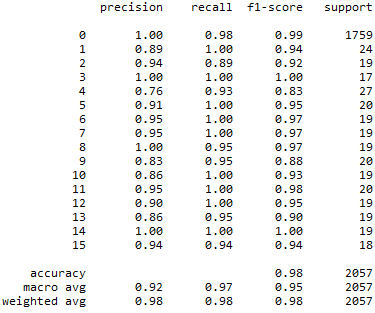 precision recall f1-score support
0 1.00 0.98 0.99 1759
1 0.89 1.00 0.94 24
2 0.94 0.89 0.92 19
3 1.00 1.00 1.00 17
4 0.76 0.93 0.83 27
5 0.91 1.00 0.95 20
6 0.95 1.00 0.97 19
7 0.95 1.00 0.97 19
8 1.00 0.95 0.97 19
9 0.83 0.95 0.88 20
10 0.86 1.00 0.93 19
11 0.95 1.00 0.98 20
12 0.90 1.00 0.95 19
13 0.86 0.95 0.90 19
14 1.00 1.00 1.00 19
15 0.94 0.94 0.94 18
accuracy 0.98 2057
macro avg 0.92 0.97 0.95 2057
weighted avg 0.98 0.98 0.98 2057